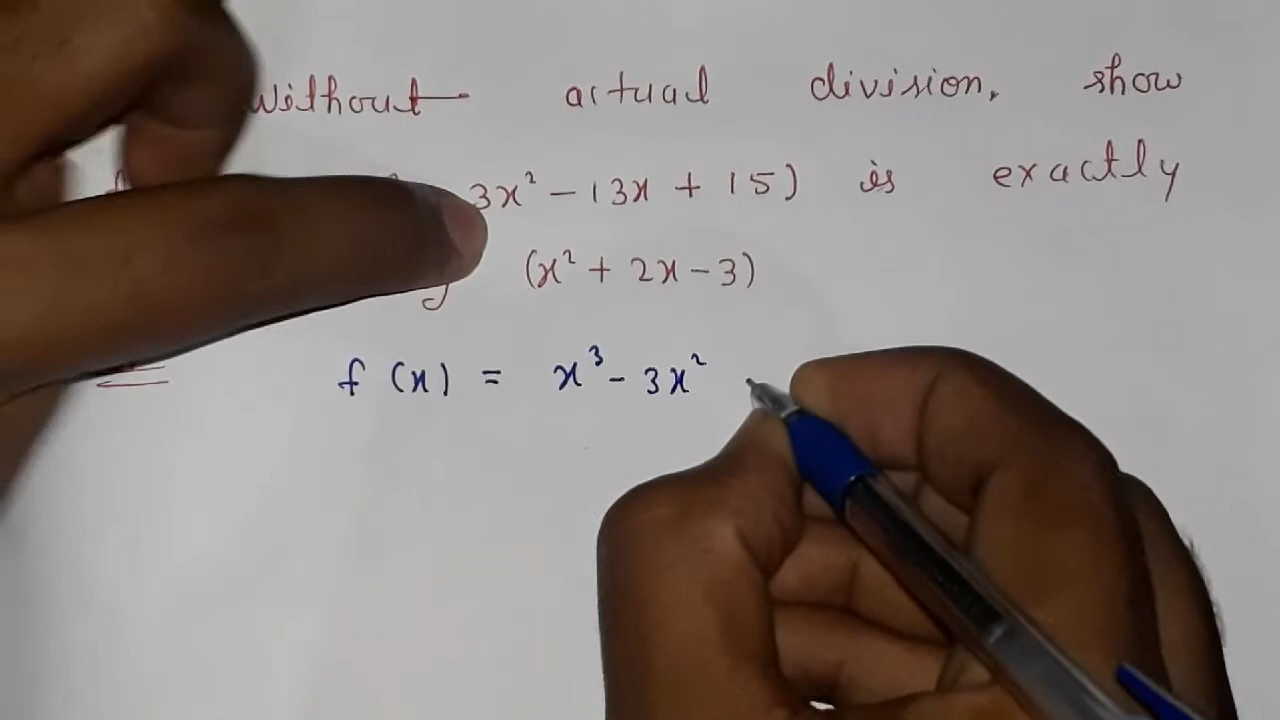 Without actual division, show
3x² - 13x + 15) is exactly
(x² + 2x - 3)
f (x) = x³ - 3x²